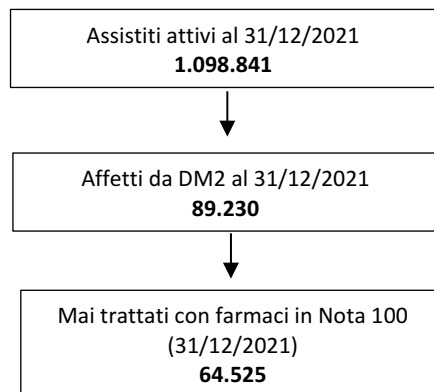 Assistiti attivi al 31/12/2021
1.098.841
Affetti da DM2 al 31/12/2021
89.230
Mai trattati con farmaci in Nota 100
(31/12/2021)
64.525